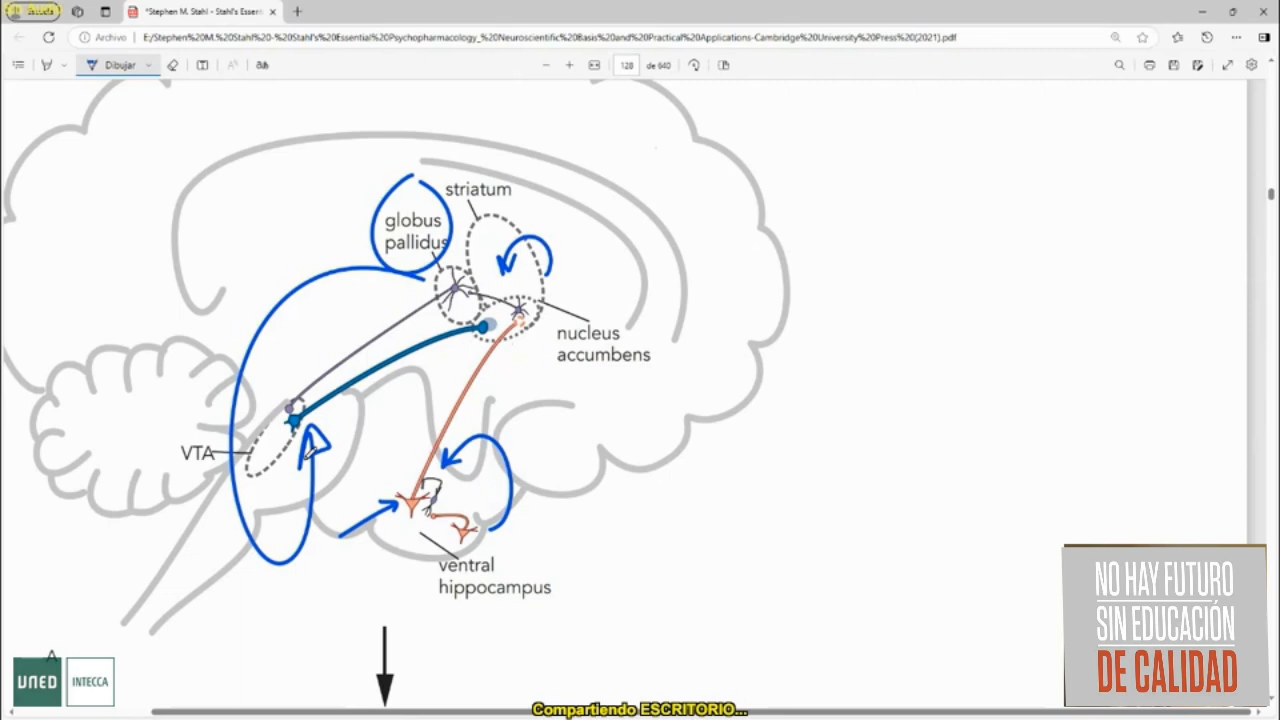 *Stephen M. Stahl - Stahl's Essen
Archivo
E:/Stephen%20M.%20Stahl%20-%20Stahl's%20Essential%20Psychopharmacology_%20Neuroscientific%20Basis%20and%20Practical%20Applications-Cambridge%20University%20Press%20(2021).pdf
Dibujar
128
de 640
striatum
globus
pallidus
nucleus
accumbens
VTA
ventral
hippocampus
A
UNED
INTECCA
NO HAY FUTURO
SIN EDUCACIÓN
DE CALIDAD
Compartiendo ESCRITORIO...